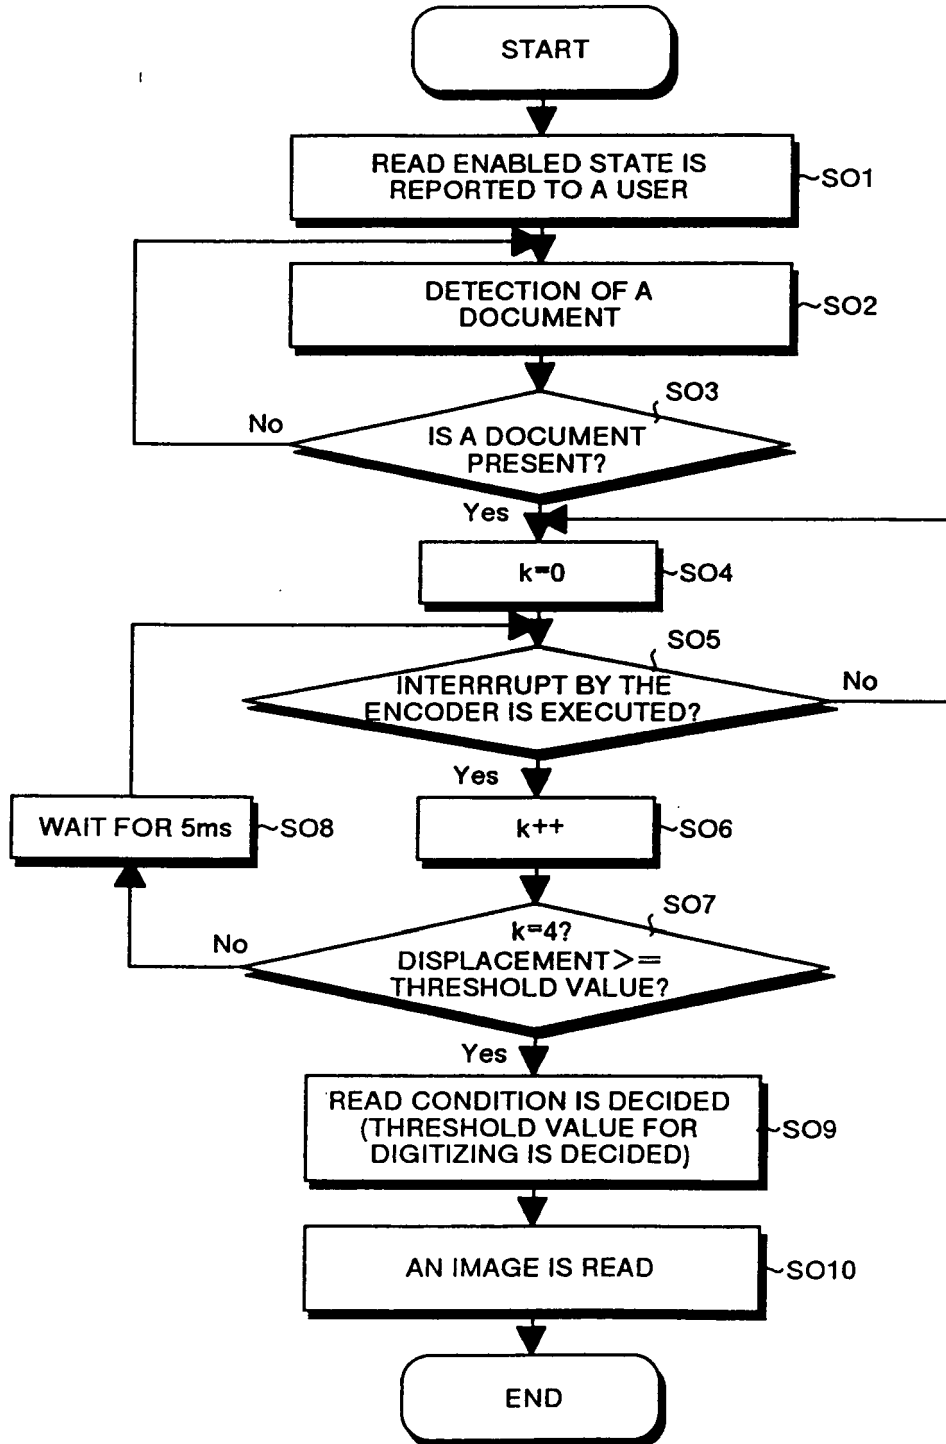 START
READ ENABLED STATE IS
REPORTED TO A USER
SO1
DETECTION OF A
DOCUMENT
SO2
SO3
No
IS A DOCUMENT
PRESENT?
Yes
k=0
SO4
SO5
INTERRRUPT BY THE
ENCODER IS EXECUTED?
No
Yes
WAIT FOR 5ms
SO8
k++
SO6
SO7
No
k=4?
DISPLACEMENT>=
THRESHOLD VALUE?
Yes
READ CONDITION IS DECIDED
(THRESHOLD VALUE FOR
DIGITIZING IS DECIDED)
SO9
AN IMAGE IS READ
SO10
END